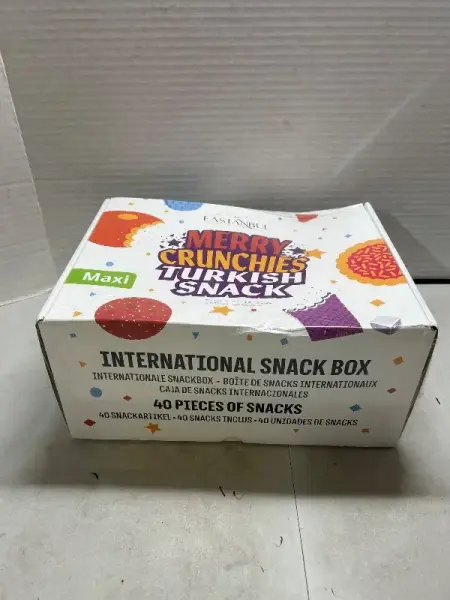 EASTANBUL
MERRY
CRUNCHIES
TURKISH
SNACK
Maxi
INTERNATIONAL SNACK BOX
INTERNATIONALE SNACKBOX - BOÎTE DE SNACKS INTERNATIONAUX
CAJA DE SNACKS INTERNACIONALES
40 PIECES OF SNACKS
40 SNACKARTIKEL - 40 SNACKS INCLUS - 40 UNIDADES DE SNACKS